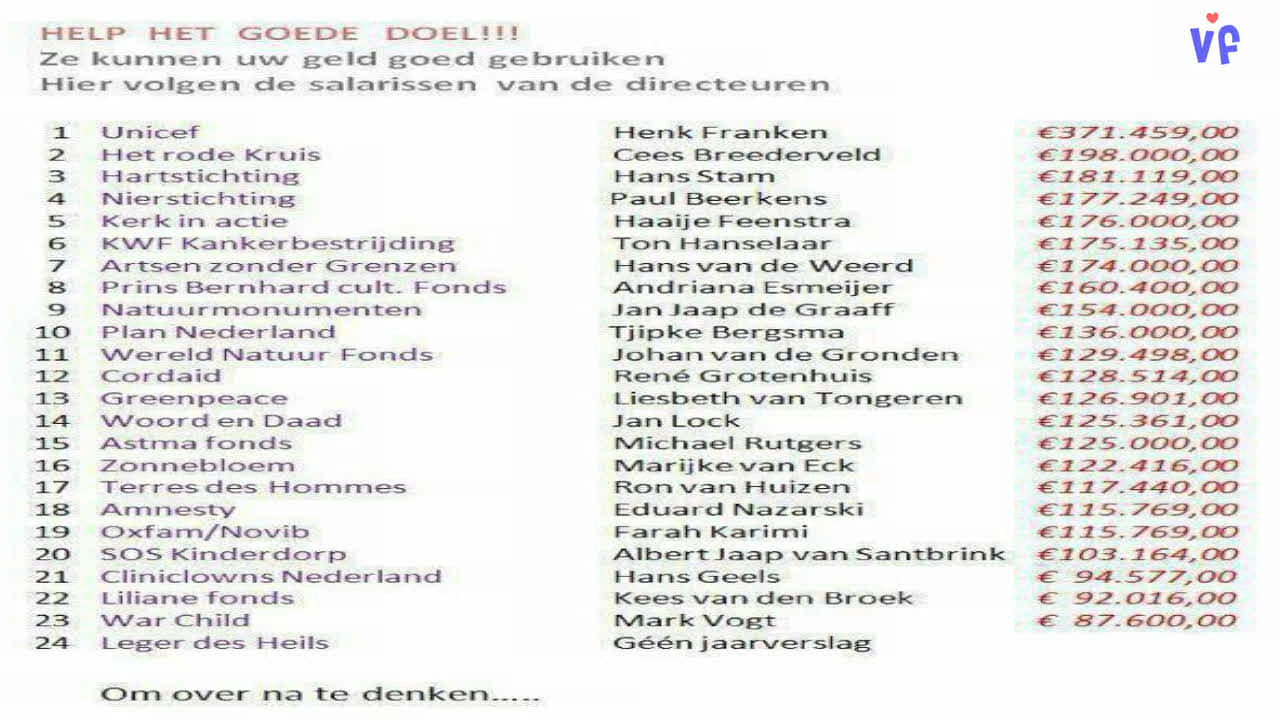 HELP HET GOEDE DOEL!!!
Ze kunnen uw geld goed gebruiken
Hier volgen de salarissen van de directeuren
1 Unicef Henk Franken €371.459,00
2 Het rode Kruis Cees Breederveld €198.000,00
3 Hartstichting Hans Stam €181.119,00
4 Nierstichting Paul Beerkens €177.249,00
5 Kerk in actie Haaije Feenstra €176.000,00
6 KWF Kankerbestrijding Ton Hanselaar €175.135,00
7 Artsen zonder Grenzen Hans van de Weerd €174.000,00
8 Prins Bernhard cult. Fonds Andriana Esmeijer €160.400,00
9 Natuurmonumenten Jan Jaap de Graaff €154.000,00
10 Plan Nederland Tjipke Bergsma €136.000,00
11 Wereld Natuur Fonds Johan van de Gronden €129.498,00
12 Cordaid René Grotenhuis €128.514,00
13 Greenpeace Liesbeth van Tongeren €126.901,00
14 Woord en Daad Jan Lock €125.361,00
15 Astma fonds Michael Rutgers €125.000,00
16 Zonnebloem Marijke van Eck €122.416,00
17 Terres des Hommes Ron van Huizen €117.440,00
18 Amnesty Eduard Nazarski €115.769,00
19 Oxfam/Novib Farah Karimi €115.769,00
20 SOS Kinderdorp Albert Jaap van Santbrink €103.164,00
21 Cliniclowns Nederland Hans Geels € 94.577,00
22 Liliane fonds Kees van den Broek € 92.016,00
23 War Child Mark Vogt € 87.600,00
24 Leger des Heils Géén jaarverslag
Om over na te denken.....
vf